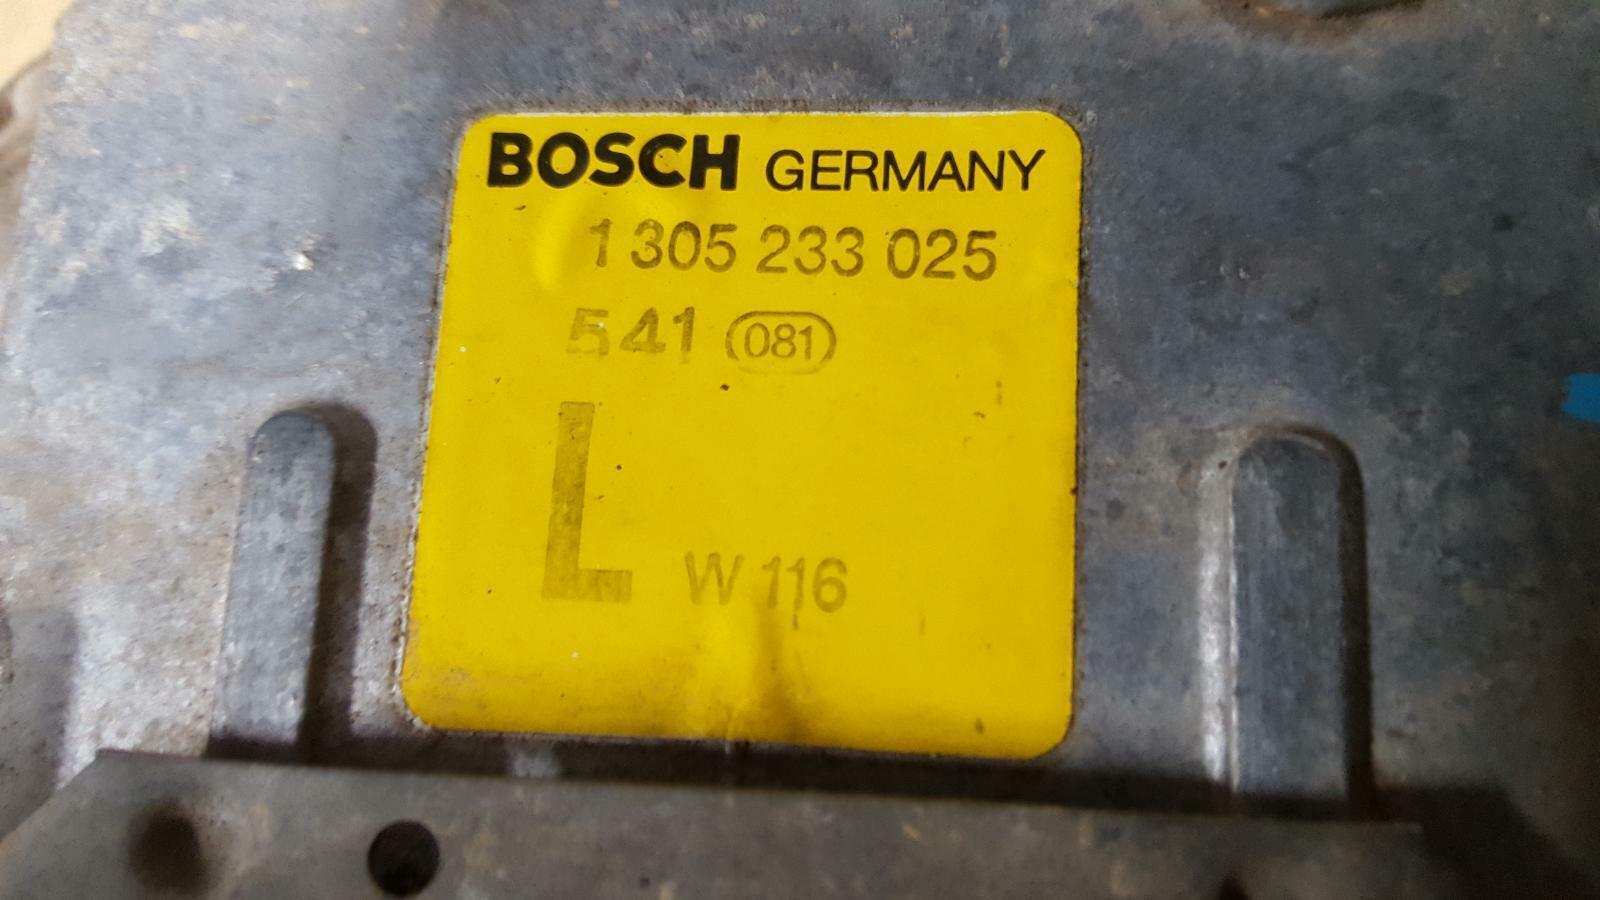 BOSCH GERMANY
1 305 233 025
541 081
L W 116